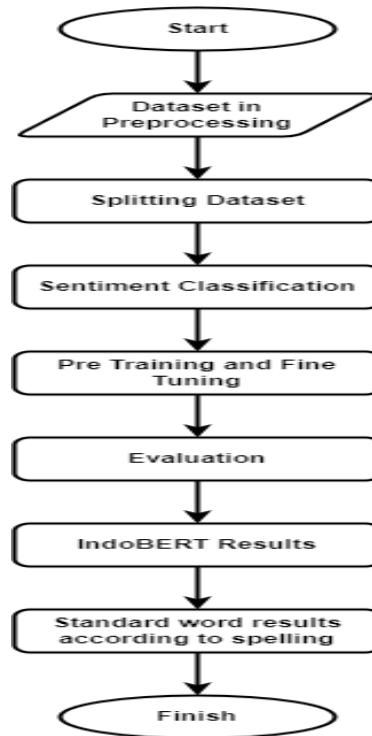 Start
Dataset in
Preprocessing
Splitting Dataset
Sentiment Classification
Pre Training and Fine
Tuning
Evaluation
IndoBERT Results
Standard word results
according to spelling
Finish